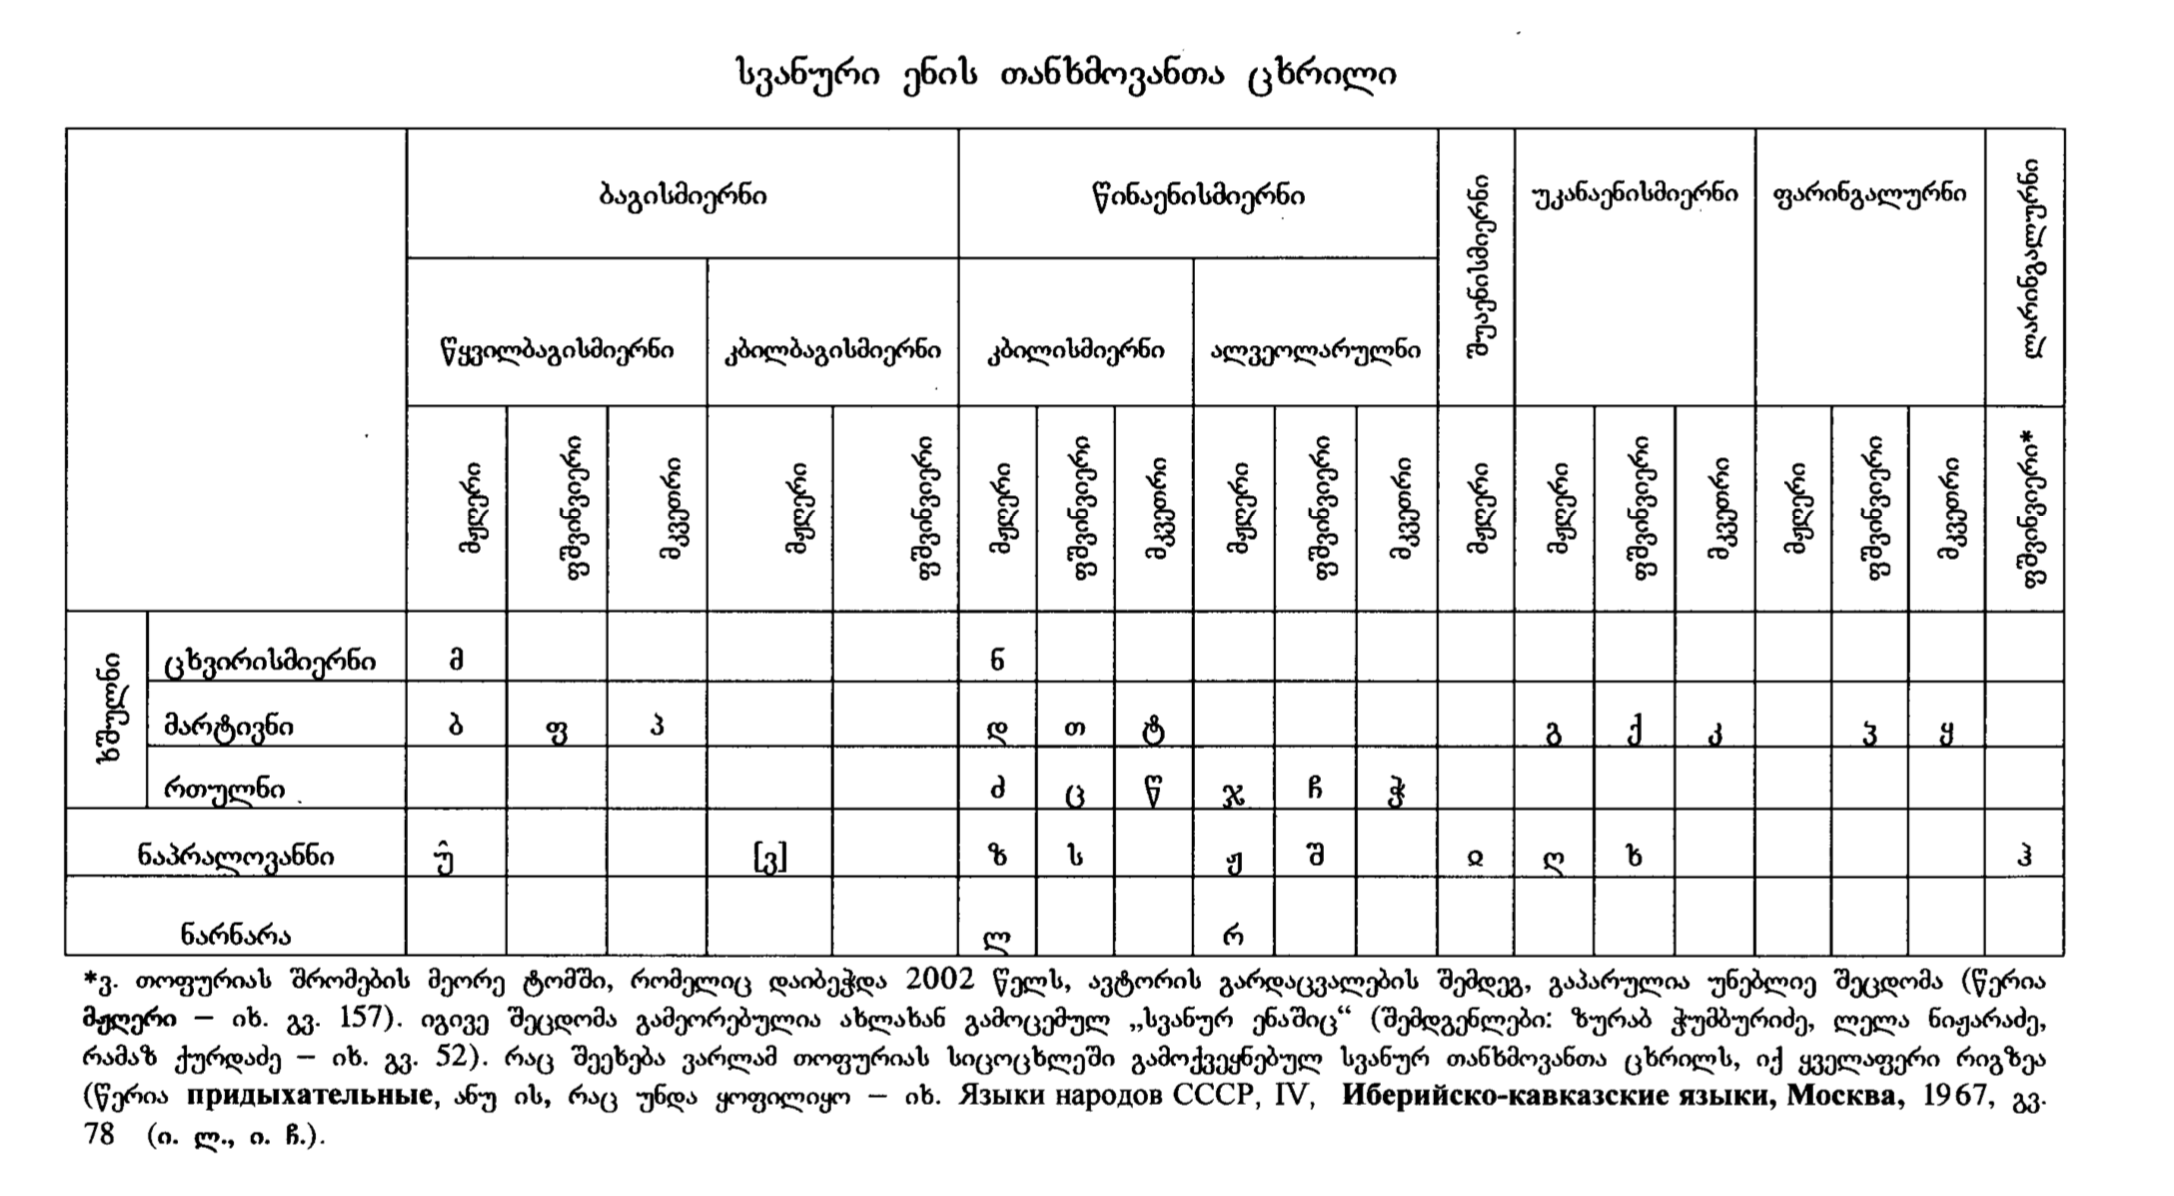 სვანური ენის თანხმოვანთა ცხრილი
ბაგისმიერნი წინაენისმიერნი შუაენისმიერნი უკანაენისმიერნი ფარინგალურნი ლარინგალურნი
წყვილბაგისმიერნი კბილბაგისმიერნი კბილისმიერნი ალვეოლარულნი
მჟღერი ფშვინვიერი მკვეთრი მჟღერი ფშვინვიერი მჟღერი ფშვინვიერი მკვეთრი მჟღერი ფშვინვიერი მკვეთრი მჟღერი მჟღერი ფშვინვიერი მკვეთრი მჟღერი ფშვინვიერი მკვეთრი ფშვინვიერი*
ხშულნი
ცხვირისმიერნი მ ნ
მარტივნი ბ ფ პ დ თ ტ გ ქ კ ჴ ყ
რთულნი ძ ც წ ჯ ჩ ჭ
ნაპრალოვანნი უ̂ [ვ] ზ ს ჟ შ ჲ ღ ხ ჰ
ნარნარა ლ რ
*ვ. თოფურიას შრომების მეორე ტომში, რომელიც დაიბეჭდა 2002 წელს, ავტორის გარდაცვალების შემდეგ, გაპარულია უნებლიე შეცდომა (წერია
მჟღერი – იხ. გვ. 157). იგივე შეცდომა გამეორებულია ახლახან გამოცემულ „სვანურ ენაშიც“ (შემდგენლები: ზურაბ ჭუმბურიძე, ლელა ნიჟარაძე,
რამაზ ქურდაძე – იხ. გვ. 52). რაც შეეხება ვარლამ თოფურიას სიცოცხლეში გამოქვეყნებულ სვანურ თანხმოვანთა ცხრილს, იქ ყველაფერი რიგზეა
(წერია придыхательные, ანუ ის, რაც უნდა ყოფილიყო – იხ. Языки народов СССР, IV, Иберийско-кавказские языки, Москва, 1967, გვ.
78 (ი. ლ., ი. ჩ.).